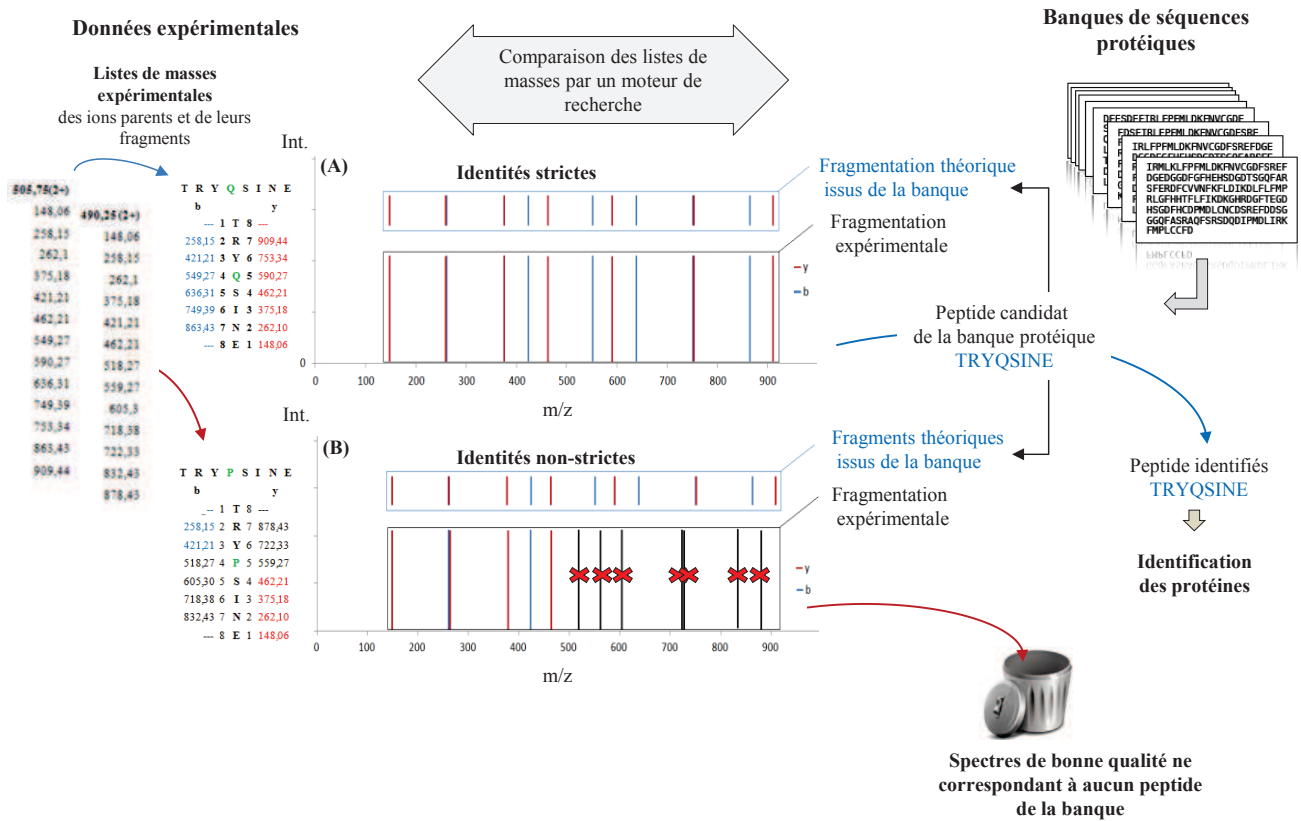 Données expérimentales
Banques de séquences
protéiques
Comparaison des listes de
masses par un moteur de
recherche
Listes de masses
expérimentales
des ions parents et de leurs
fragments
505,75(2+)
148,06
258,15
262,1
375,18
421,21
462,21
549,27
590,27
636,31
749,39
753,34
863,43
909,44
490,25(2+)
148,06
258,15
262,1
375,18
421,21
462,21
518,27
559,27
605,3
718,38
722,33
832,43
878,43
T R Y Q S I N E
b y
--- 1 T 8 ---
258,15 2 R 7 909,44
421,21 3 Y 6 753,34
549,27 4 Q 5 590,27
636,31 5 S 4 462,21
749,39 6 I 3 375,18
863,43 7 N 2 262,10
--- 8 E 1 148,06
Int.
(A)
Identités strictes
y
b
0
0 100 200 300 400 500 600 700 800 900
m/z
Fragmentation théorique
issus de la banque
Fragmentation
expérimentale
IRLFPPMLDKFNVCGDFSREFDGE
IRMLKLFPPMLDKFNVCGDFSREF
DGEDGGDFGFHEHSDGDTSGQFAR
SFERDFCVVNFKFLDIKDLFLFMP
RLGFHHTFLFIKDKGHRDGFTEGD
HSGDFHCDPMDLCNCDSREFDDSG
GGQFASRAQFSRSDQDIPMDLIRK
FMPLCCFD
Peptide candidat
de la banque protéique
TRYQSINE
T R Y P S I N E
b y
--- 1 T 8 ---
258,15 2 R 7 878,43
421,21 3 Y 6 722,33
518,27 4 P 5 559,27
605,30 5 S 4 462,21
718,38 6 I 3 375,18
832,43 7 N 2 262,10
--- 8 E 1 148,06
Int.
(B)
Identités non-strictes
y
b
0 100 200 300 400 500 600 700 800 900
m/z
Fragments théoriques
issus de la banque
Fragmentation
expérimentale
Peptide identifiés
TRYQSINE
Identification
des protéines
Spectres de bonne qualité ne
correspondant à aucun peptide
de la banque